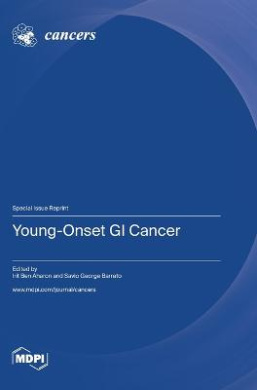 cancers
Special Issue Reprint
Young-Onset GI Cancer
Edited by
Irit Ben Aharon and Savio George Barreto
www.mdpi.com/journal/cancers
MDPI